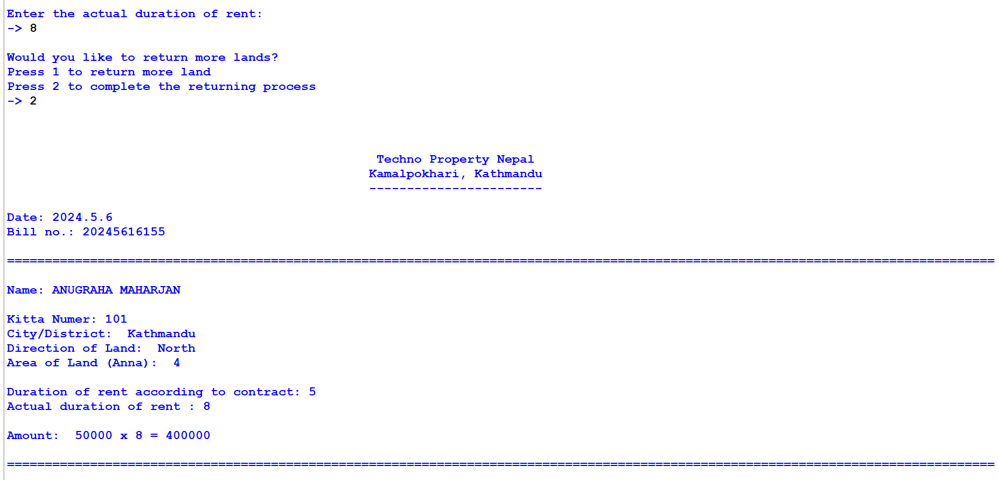 Enter the actual duration of rent:
-> 8
Would you like to return more lands?
Press 1 to return more land
Press 2 to complete the returning process
-> 2
Techno Property Nepal
Kamalpokhari, Kathmandu
-----------------------
Date: 2024.5.6
Bill no.: 20245616155
===================================================================================================================================
Name: ANUGRAHA MAHARJAN
Kitta Numer: 101
City/District:  Kathmandu
Direction of Land:  North
Area of Land (Anna):  4
Duration of rent according to contract: 5
Actual duration of rent : 8
Amount:  50000 x 8 = 400000
===================================================================================================================================